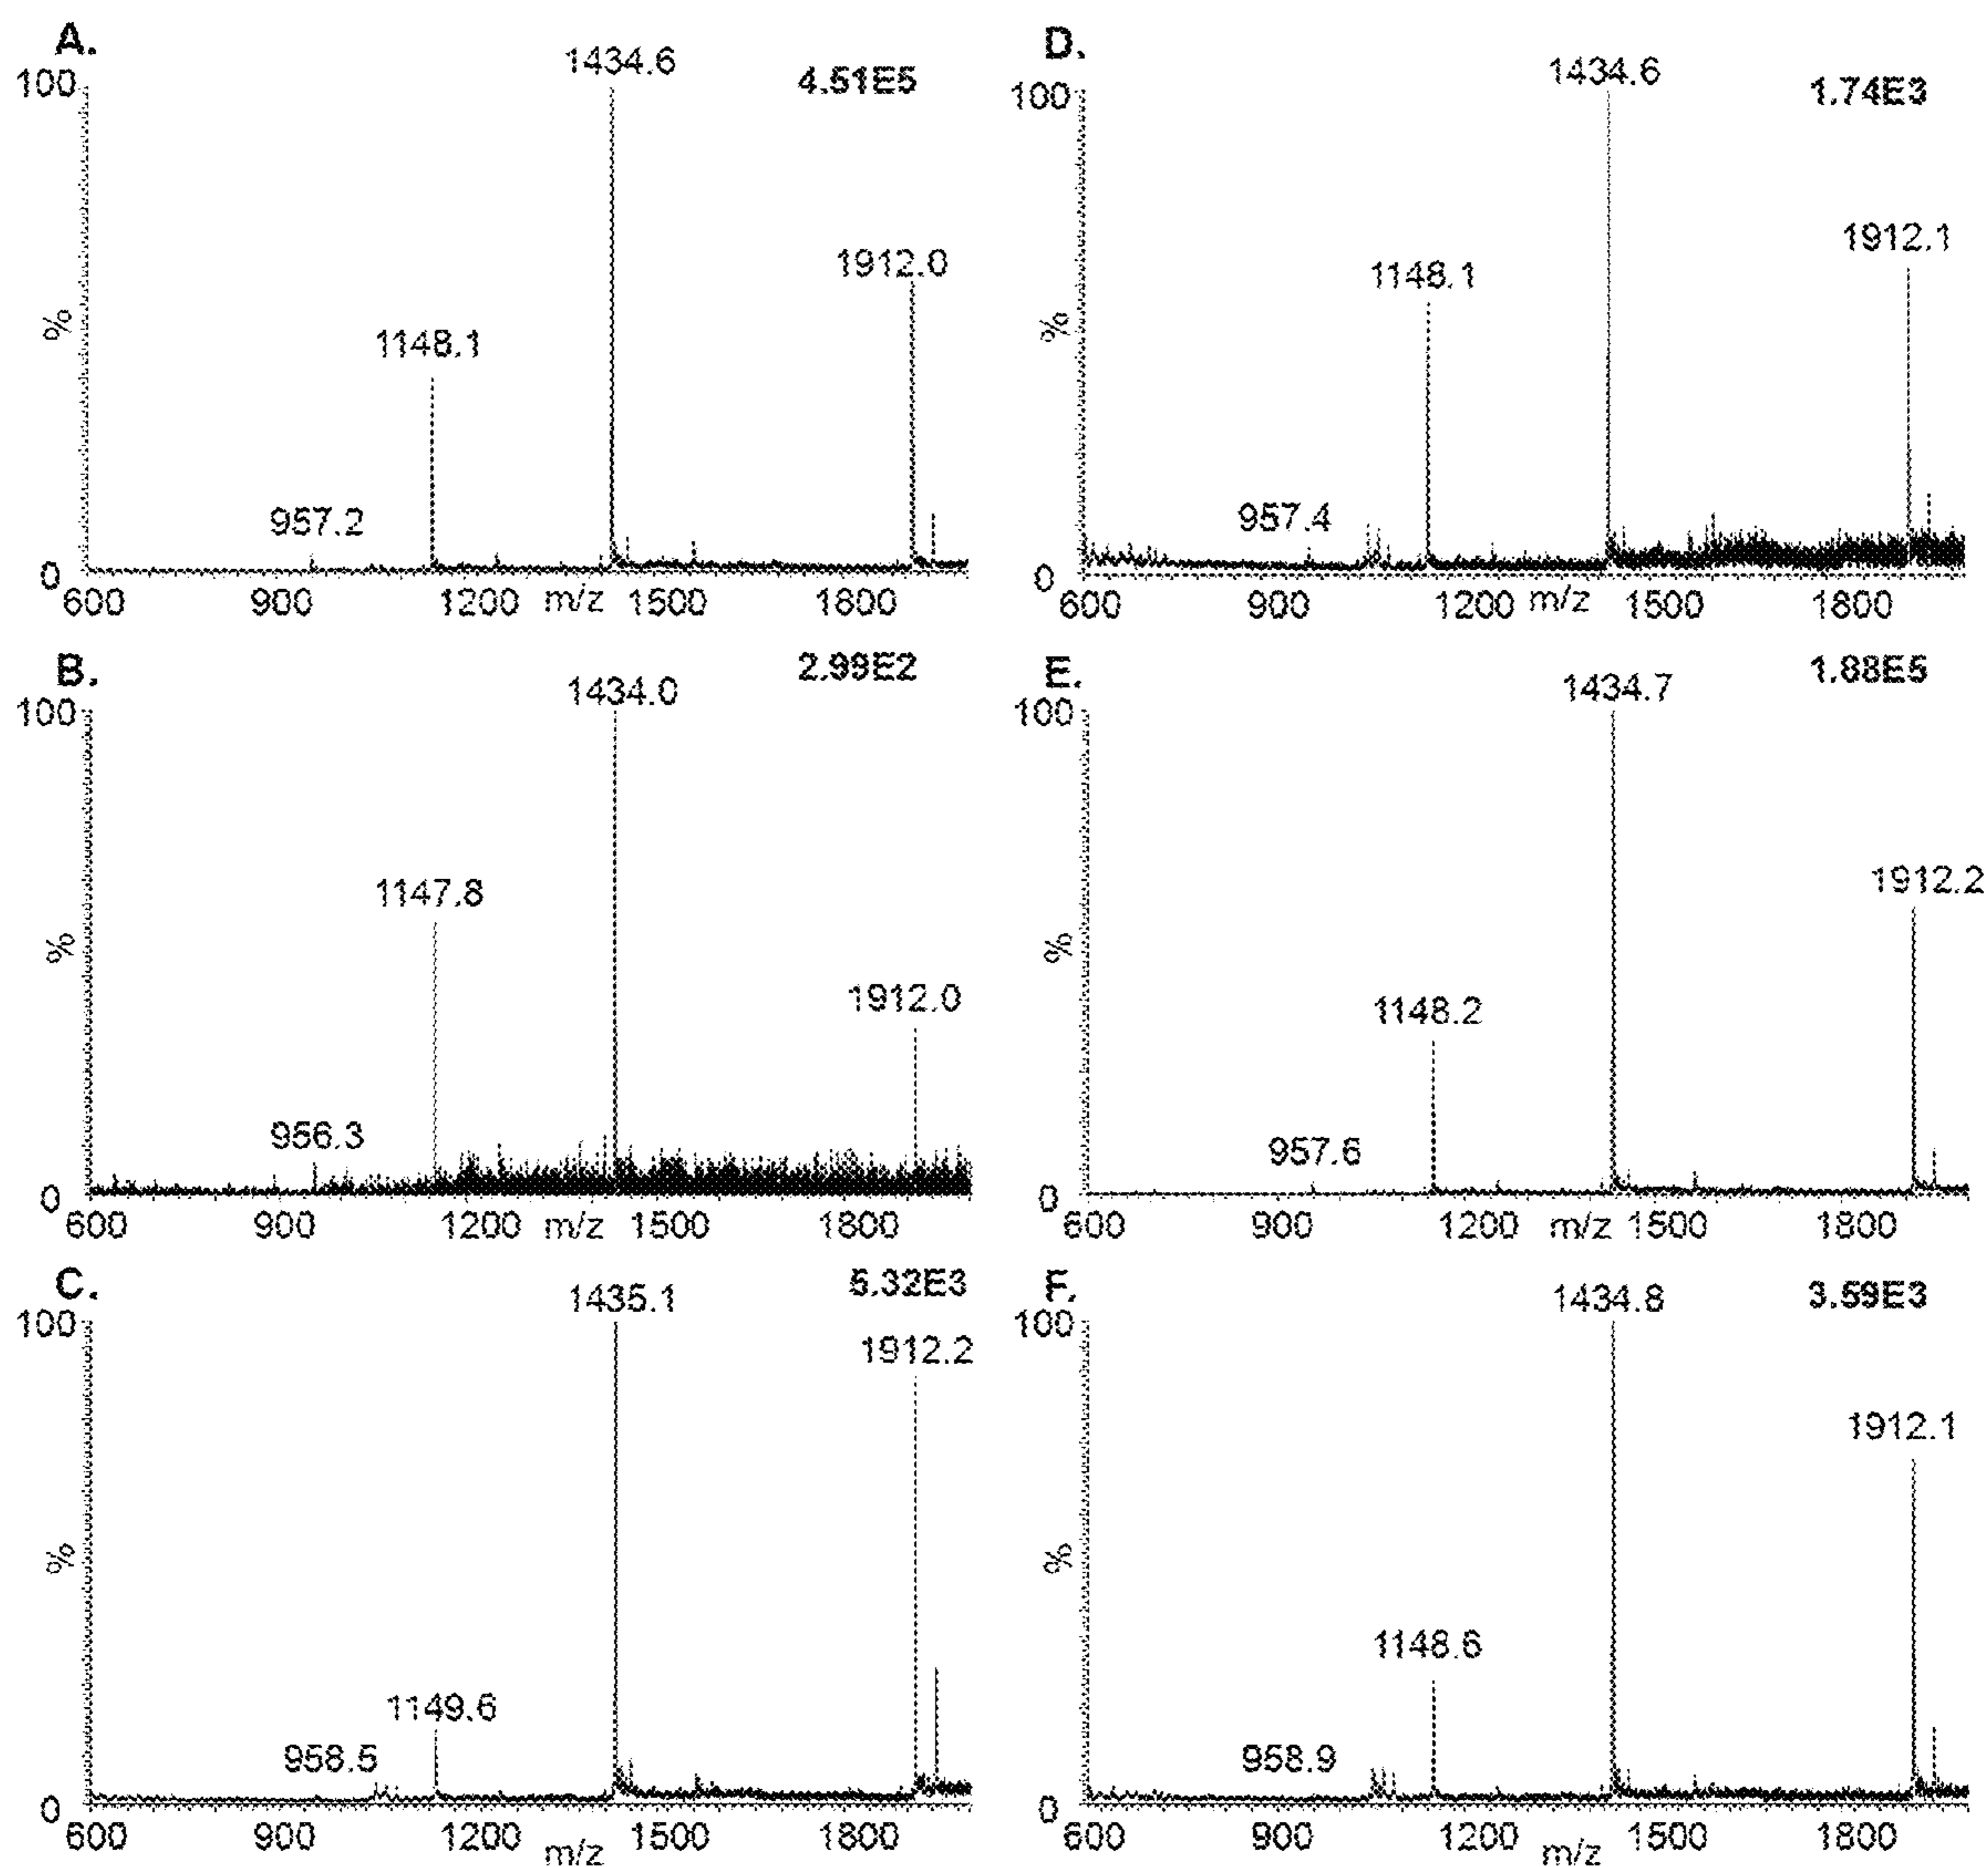 A.
1434.6
4.51E5
100
1912.0
1148.1
%
957.2
0
600 900 1200 m/z 1500 1800
B.
2.99E2
1434.0
100
1147.8
%
1912.0
956.3
0
600 900 1200 m/z 1500 1800
C.
1435.1
5.32E3
100
1912.2
%
1149.6
958.5
0
600 900 1200 m/z 1500 1800
D.
1434.6
1.74E3
100
1912.1
1148.1
%
957.4
0
600 900 1200 m/z 1500 1800
E.
1434.7
1.88E5
100
1912.2
%
1148.2
957.6
0
600 900 1200 m/z 1500 1800
F.
1434.8
3.59E3
100
1912.1
%
1148.6
958.9
0
600 900 1200 m/z 1500 1800